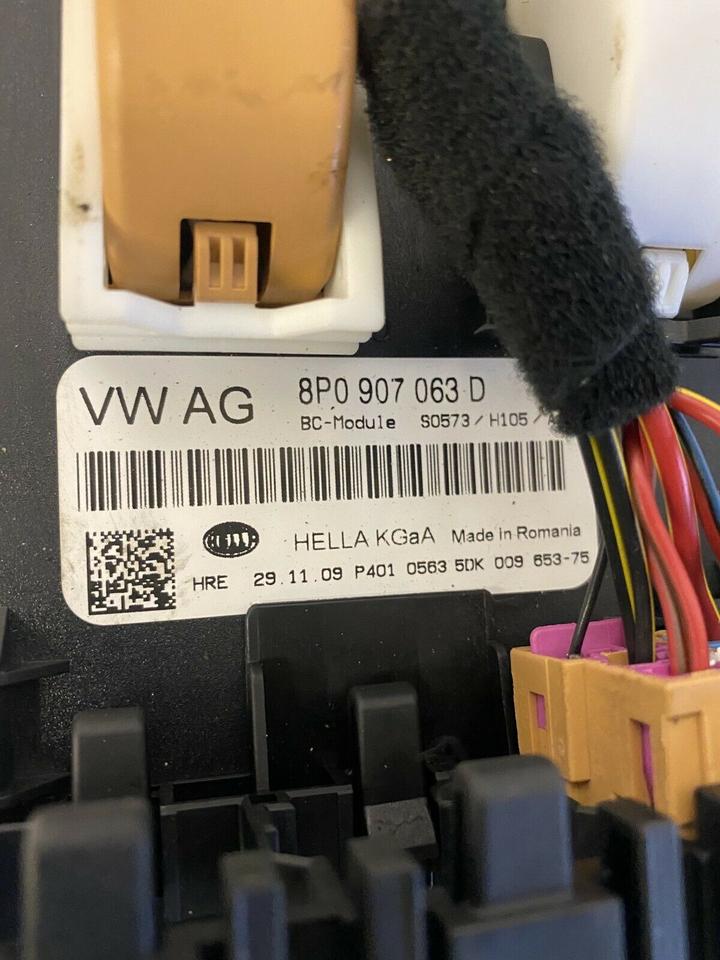 VW AG
8P0 907 063 D
BC-Module S0573 / H105 /
HELLA KGaA Made in Romania
HRE 29.11.09 P401 0563 5DK 009 653-75